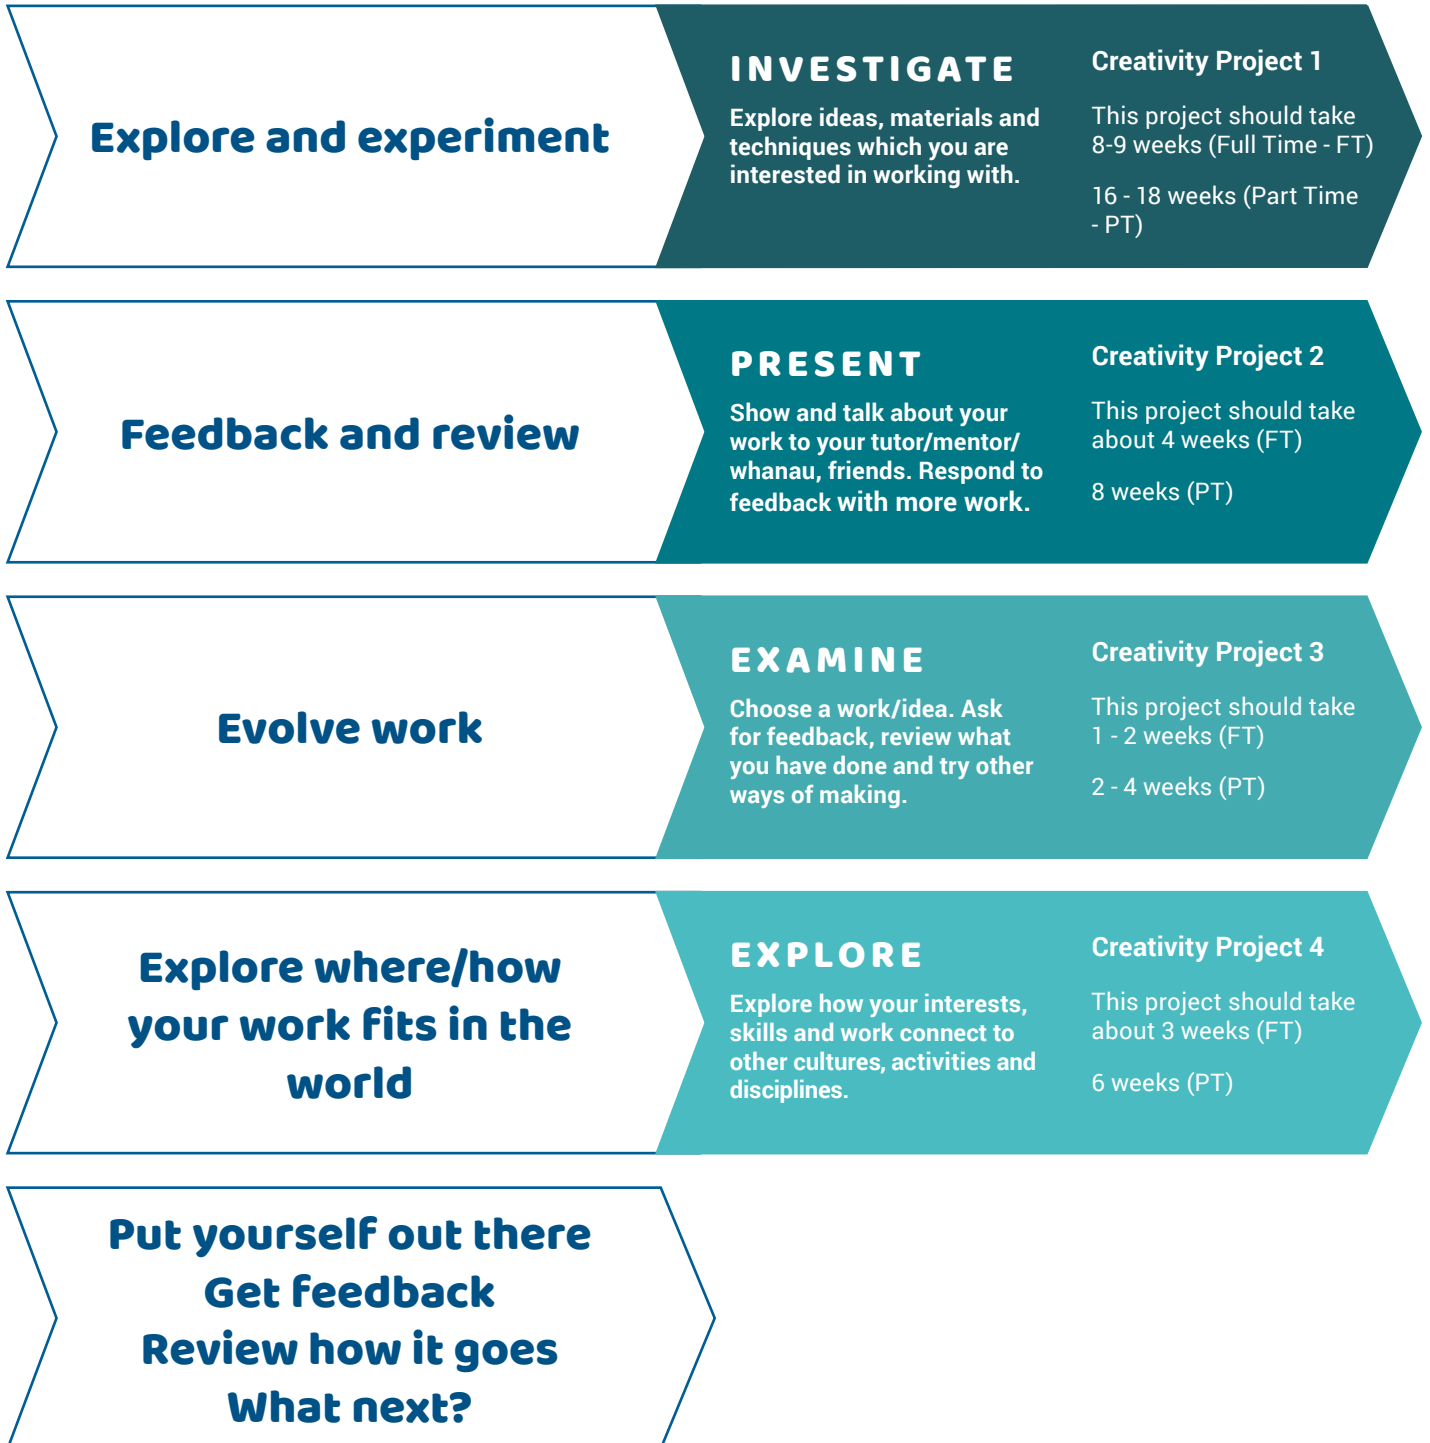 Explore and experiment
INVESTIGATE
Explore ideas, materials and
techniques which you are
interested in working with.
Creativity Project 1
This project should take
8-9 weeks (Full Time - FT)
16 - 18 weeks (Part Time
- PT)
Feedback and review
PRESENT
Show and talk about your
work to your tutor/mentor/
whanau, friends. Respond to
feedback with more work.
Creativity Project 2
This project should take
about 4 weeks (FT)
8 weeks (PT)
Evolve work
EXAMINE
Choose a work/idea. Ask
for feedback, review what
you have done and try other
ways of making.
Creativity Project 3
This project should take
1 - 2 weeks (FT)
2 - 4 weeks (PT)
Explore where/how
your work fits in the
world
EXPLORE
Explore how your interests,
skills and work connect to
other cultures, activities and
disciplines.
Creativity Project 4
This project should take
about 3 weeks (FT)
6 weeks (PT)
Put yourself out there
Get feedback
Review how it goes
What next?